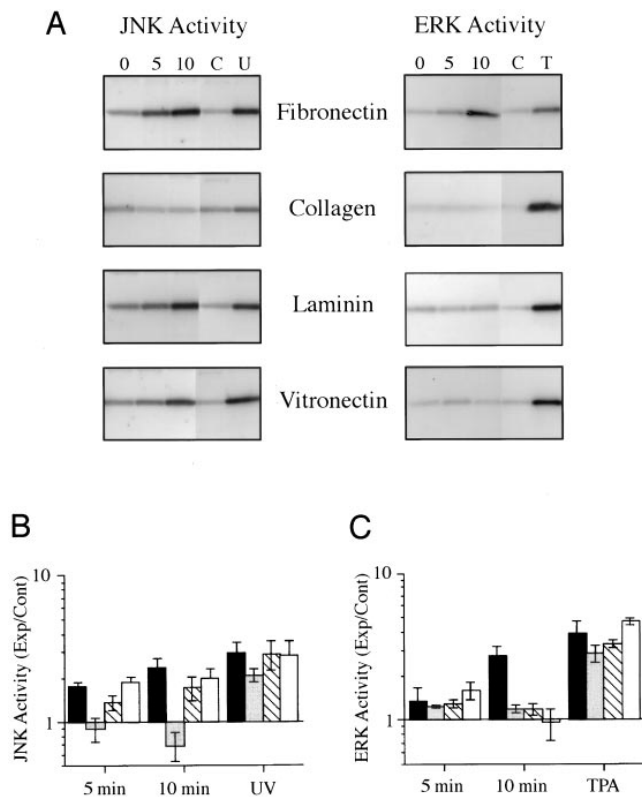 A
JNK Activity
ERK Activity
0 5 10 C U
0 5 10 C T
Fibronectin
Collagen
Laminin
Vitronectin
B
JNK Activity (Exp/Cont)
10
1
5 min 10 min UV
C
ERK Activity (Exp/Cont)
10
1
5 min 10 min TPA